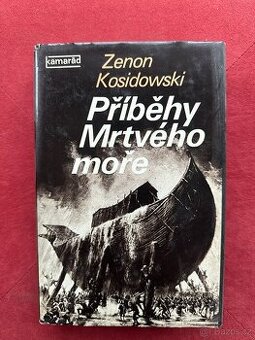 kamarád
Zenon
Kosidowski
Příběhy
Mrtvého
moře